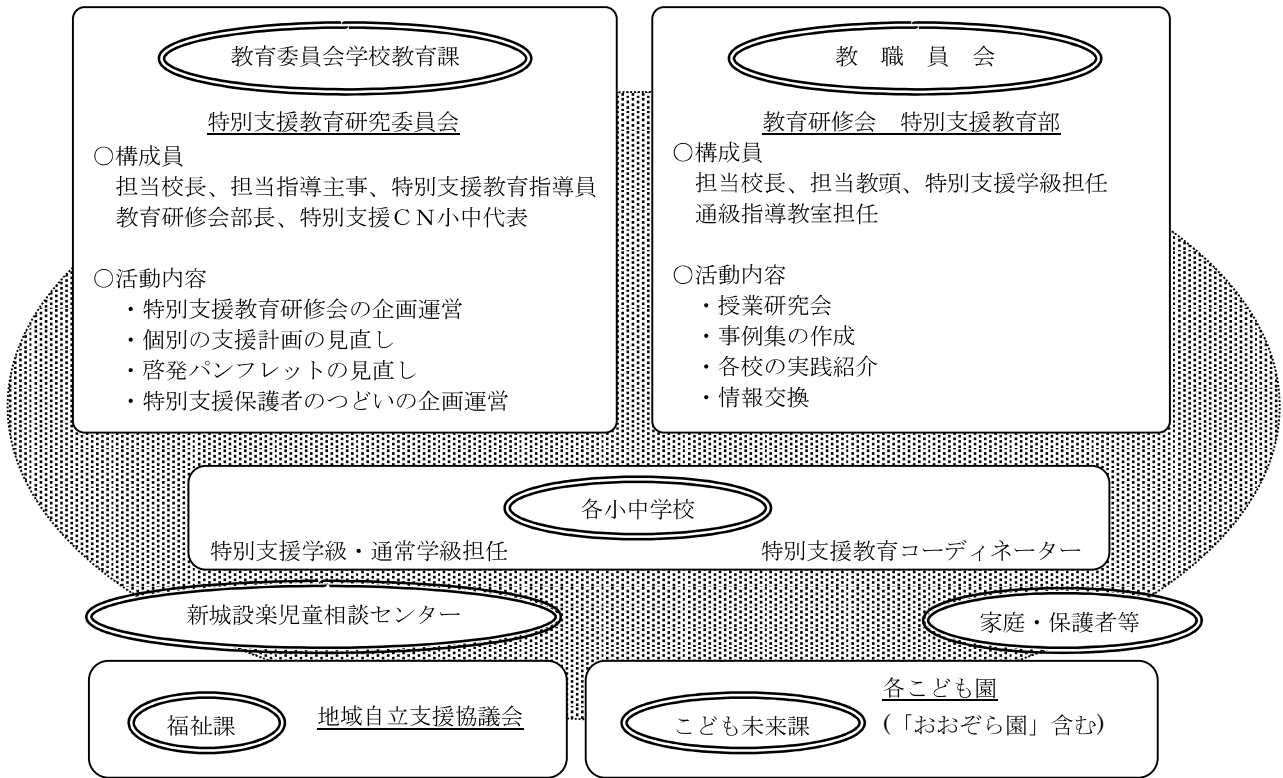 教育委員会学校教育課
特別支援教育研究委員会
○構成員
担当校長、担当指導主事、特別支援教育指導員
教育研修会部長、特別支援ＣＮ小中代表
○活動内容
・特別支援教育研修会の企画運営
・個別の支援計画の見直し
・啓発パンフレットの見直し
・特別支援保護者のつどいの企画運営
教　職　員　会
教育研修会　特別支援教育部
○構成員
担当校長、担当教頭、特別支援学級担任
通級指導教室担任
○活動内容
・授業研究会
・事例集の作成
・各校の実践紹介
・情報交換
各小中学校
特別支援学級・通常学級担任
特別支援教育コーディネーター
新城設楽児童相談センター
家庭・保護者等
福祉課
地域自立支援協議会
こども未来課
各こども園
(「おおぞら園」含む)